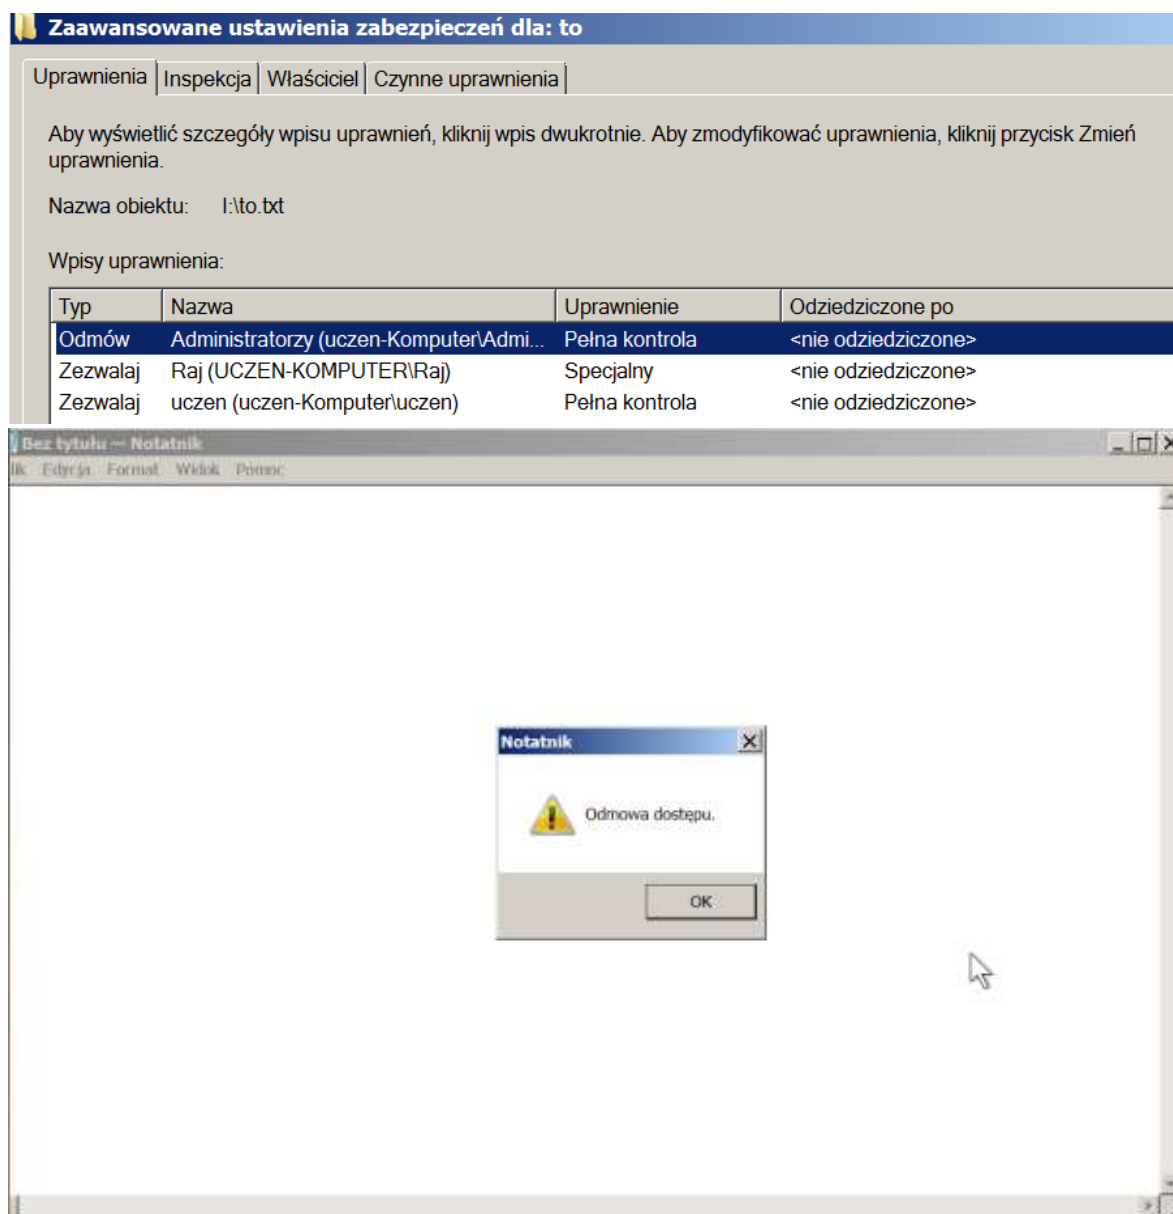 Zaawansowane ustawienia zabezpieczeń dla: to
Uprawnienia Inspekcja Właściciel Czynne uprawnienia
Aby wyświetlić szczegóły wpisu uprawnień, kliknij wpis dwukrotnie. Aby zmodyfikować uprawnienia, kliknij przycisk Zmień
uprawnienia.
Nazwa obiektu: I:\to.txt
Wpisy uprawnienia:
Typ Nazwa Uprawnienie Odziedziczone po
Odmów Administratorzy (uczen-Komputer\Admi... Pełna kontrola <nie odziedziczone>
Zezwalaj Raj (UCZEN-KOMPUTER\Raj) Specjalny <nie odziedziczone>
Zezwalaj uczen (uczen-Komputer\uczen) Pełna kontrola <nie odziedziczone>
Bez tytułu — Notatnik
lik Edycja Format Widok Pomoc
Notatnik
Odmowa dostępu.
OK